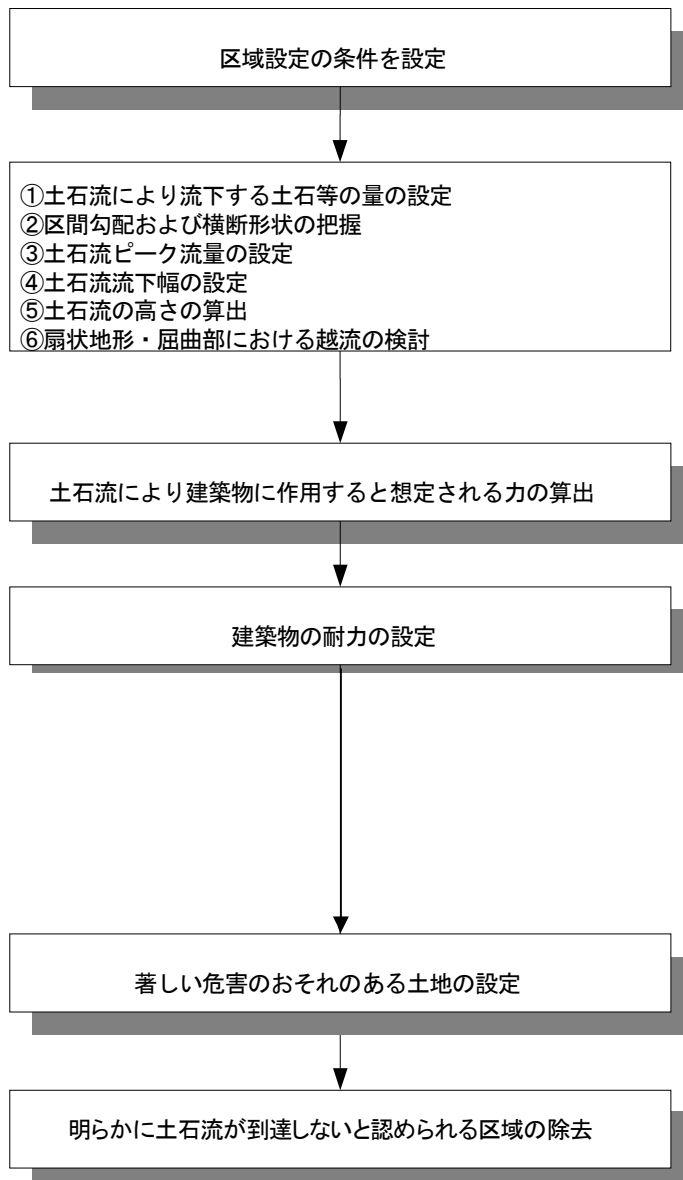 区域設定の条件を設定
①土石流により流下する土石等の量の設定
②区間勾配および横断形状の把握
③土石流ピーク流量の設定
④土石流流下幅の設定
⑤土石流の高さの算出
⑥扇状地形・屈曲部における越流の検討
土石流により建築物に作用すると想定される力の算出
建築物の耐力の設定
著しい危害のおそれのある土地の設定
明らかに土石流が到達しないと認められる区域の除去